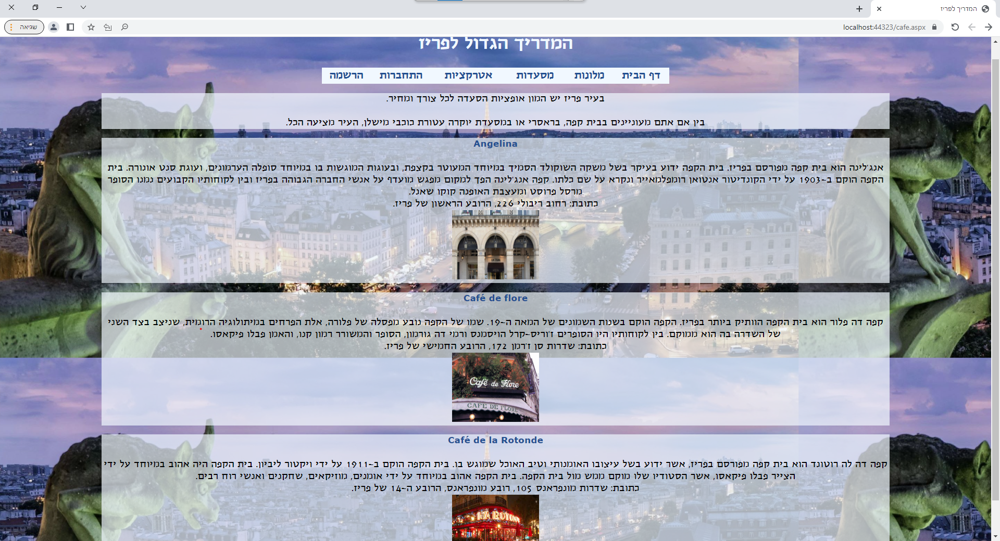 המדריך לפריז
localhost:44323/cafe.aspx
שגיאה
המדריך הגדול לפריז
דף הבית מלונות מסעדות אטרקציות התחברות הרשמה
בעיר פריז יש המון אופציות הסעדה לכל צורך ומחיר.
בין אם אתם מעוניינים בבית קפה, בראסרי או במסעדת יוקרה עטורת כוכבי מישלן, העיר מציעה הכל.
Angelina
אנג'לינה הוא בית קפה מפורסם בפריז. בית הקפה ידוע בעיקר בשל משקה השוקולד הסמיך במיוחד המעוטר בקצפת, ובעוגות המוגשות בו במיוחד סופלה הערמונים, ועוגת סנט אונורה. בית
הקפה הוקם ב-1903 על ידי הקונדיטור אנטואן רומפלמאייר ונקרא על שם כלתו. קפה אנג'לינה הפך למקום מפגש מועדף על אנשי החברה הגבוהה בפריז ובין לקוחותיו הקבועים נמנו הסופר
מרסל פרוסט ומעצבת האופנה קוקו שאנל.
כתובת: רחוב ריבולי 226, הרובע הראשון של פריז.
ANGELINA
Café de flore
קפה דה פלור הוא בית הקפה הוותיק ביותר בפריז. הקפה הוקם בשנות השמונים של המאה ה-19. שמו של הקפה נובע מפסלה של פלורה, אלת הפרחים במיתולוגיה הרומית, שניצב בצד השני
של השדרה בה הוא ממוקם. בין לקוחותיו היו הסופרים ז'וריס-קרל הויסמנס ורמי דה גורמון, הסופר והמשורר רמון קנו, והאמן פבלו פיקאסו.
כתובת: שדרות סן ז'רמן 172, הרובע החמישי של פריז.
Café de Flore
CAFE DE FLORE
Café de la Rotonde
קפה דה לה רוטונד הוא בית קפה מפורסם בפריז, אשר ידוע בשל עיצובו האומנותי וטיב האוכל שמוגש בו. בית הקפה הוקם ב-1911 על ידי ויקטור ליביון. בית הקפה היה אהוב במיוחד על ידי
הצייר פבלו פיקאסו, אשר הסטודיו שלו מוקם ממש מול בית הקפה. בית הקפה אהוב במיוחד על ידי אומנים, מוזיקאים, שחקנים ואנשי רוח רבים.
כתובת: שדרות מונפראנס 105, רובע מונפראנס, הרובע ה-14 של פריז.
LA ROTONDE